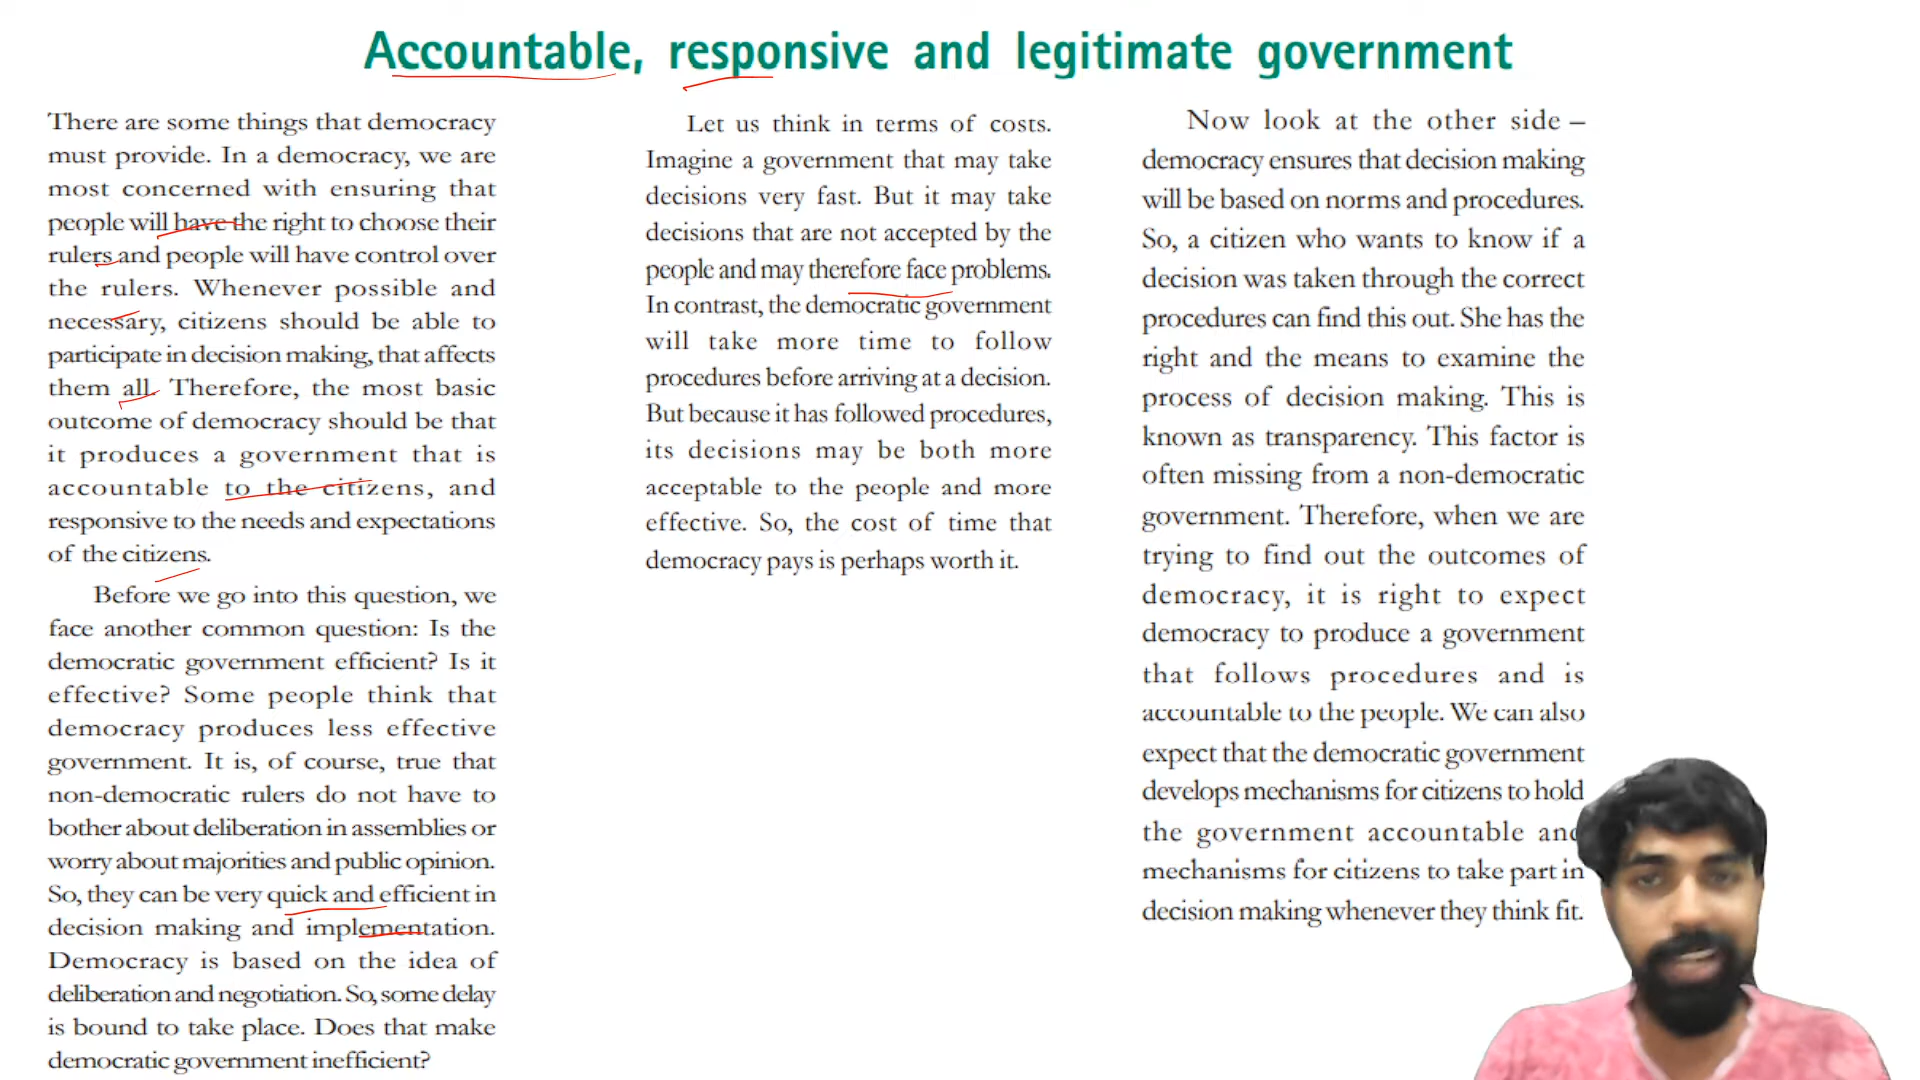 Accountable, responsive and legitimate government
There are some things that democracy
must provide. In a democracy, we are
most concerned with ensuring that
people will have the right to choose their
rulers and people will have control over
the rulers. Whenever possible and
necessary, citizens should be able to
participate in decision making, that affects
them all. Therefore, the most basic
outcome of democracy should be that
it produces a government that is
accountable to the citizens, and
responsive to the needs and expectations
of the citizens.
Before we go into this question, we
face another common question: Is the
democratic government efficient? Is it
effective? Some people think that
democracy produces less effective
government. It is, of course, true that
non-democratic rulers do not have to
bother about deliberation in assemblies or
worry about majorities and public opinion.
So, they can be very quick and efficient in
decision making and implementation.
Democracy is based on the idea of
deliberation and negotiation. So, some delay
is bound to take place. Does that make
democratic government inefficient?
Let us think in terms of costs.
Imagine a government that may take
decisions very fast. But it may take
decisions that are not accepted by the
people and may therefore face problems.
In contrast, the democratic government
will take more time to follow
procedures before arriving at a decision.
But because it has followed procedures,
its decisions may be both more
acceptable to the people and more
effective. So, the cost of time that
democracy pays is perhaps worth it.
Now look at the other side –
democracy ensures that decision making
will be based on norms and procedures.
So, a citizen who wants to know if a
decision was taken through the correct
procedures can find this out. She has the
right and the means to examine the
process of decision making. This is
known as transparency. This factor is
often missing from a non-democratic
government. Therefore, when we are
trying to find out the outcomes of
democracy, it is right to expect
democracy to produce a government
that follows procedures and is
accountable to the people. We can also
expect that the democratic government
develops mechanisms for citizens to hold
the government accountable and
mechanisms for citizens to take part in
decision making whenever they think fit.